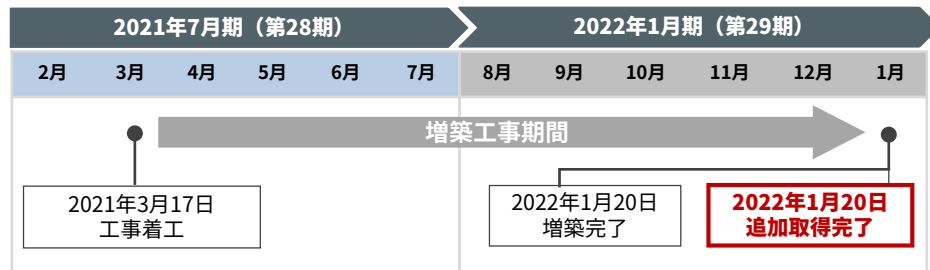 2021年7月期（第28期）
2022年1月期（第29期）
2月 3月 4月 5月 6月 7月 8月 9月 10月 11月 12月 1月
増築工事期間
2021年3月17日
工事着工
2022年1月20日
増築完了
2022年1月20日
追加取得完了